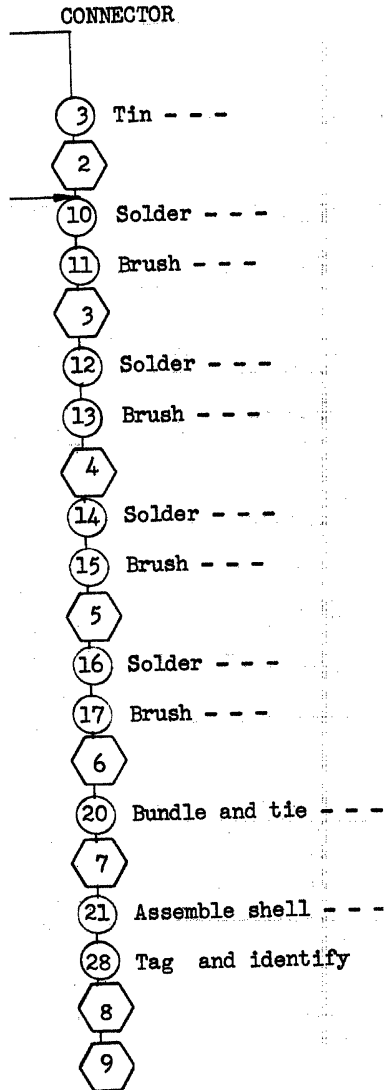 CONNECTOR
3 Tin - - -
2
10 Solder - - -
11 Brush - - -
3
12 Solder - - -
13 Brush - - -
4
14 Solder - - -
15 Brush - - -
5
16 Solder - - -
17 Brush - - -
6
20 Bundle and tie - - -
7
21 Assemble shell - - -
28 Tag and identify
8
9